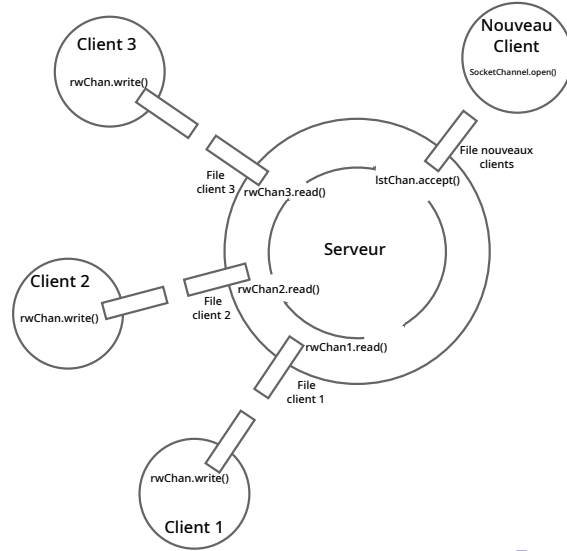 Nouveau
Client
SocketChannel.open()
Client 3
rwChan.write()
File nouveaux
clients
File
client 3
lstChan.accept()
rwChan3.read()
Serveur
Client 2
rwChan.write()
rwChan2.read()
File
client 2
rwChan1.read()
File
client 1
rwChan.write()
Client 1